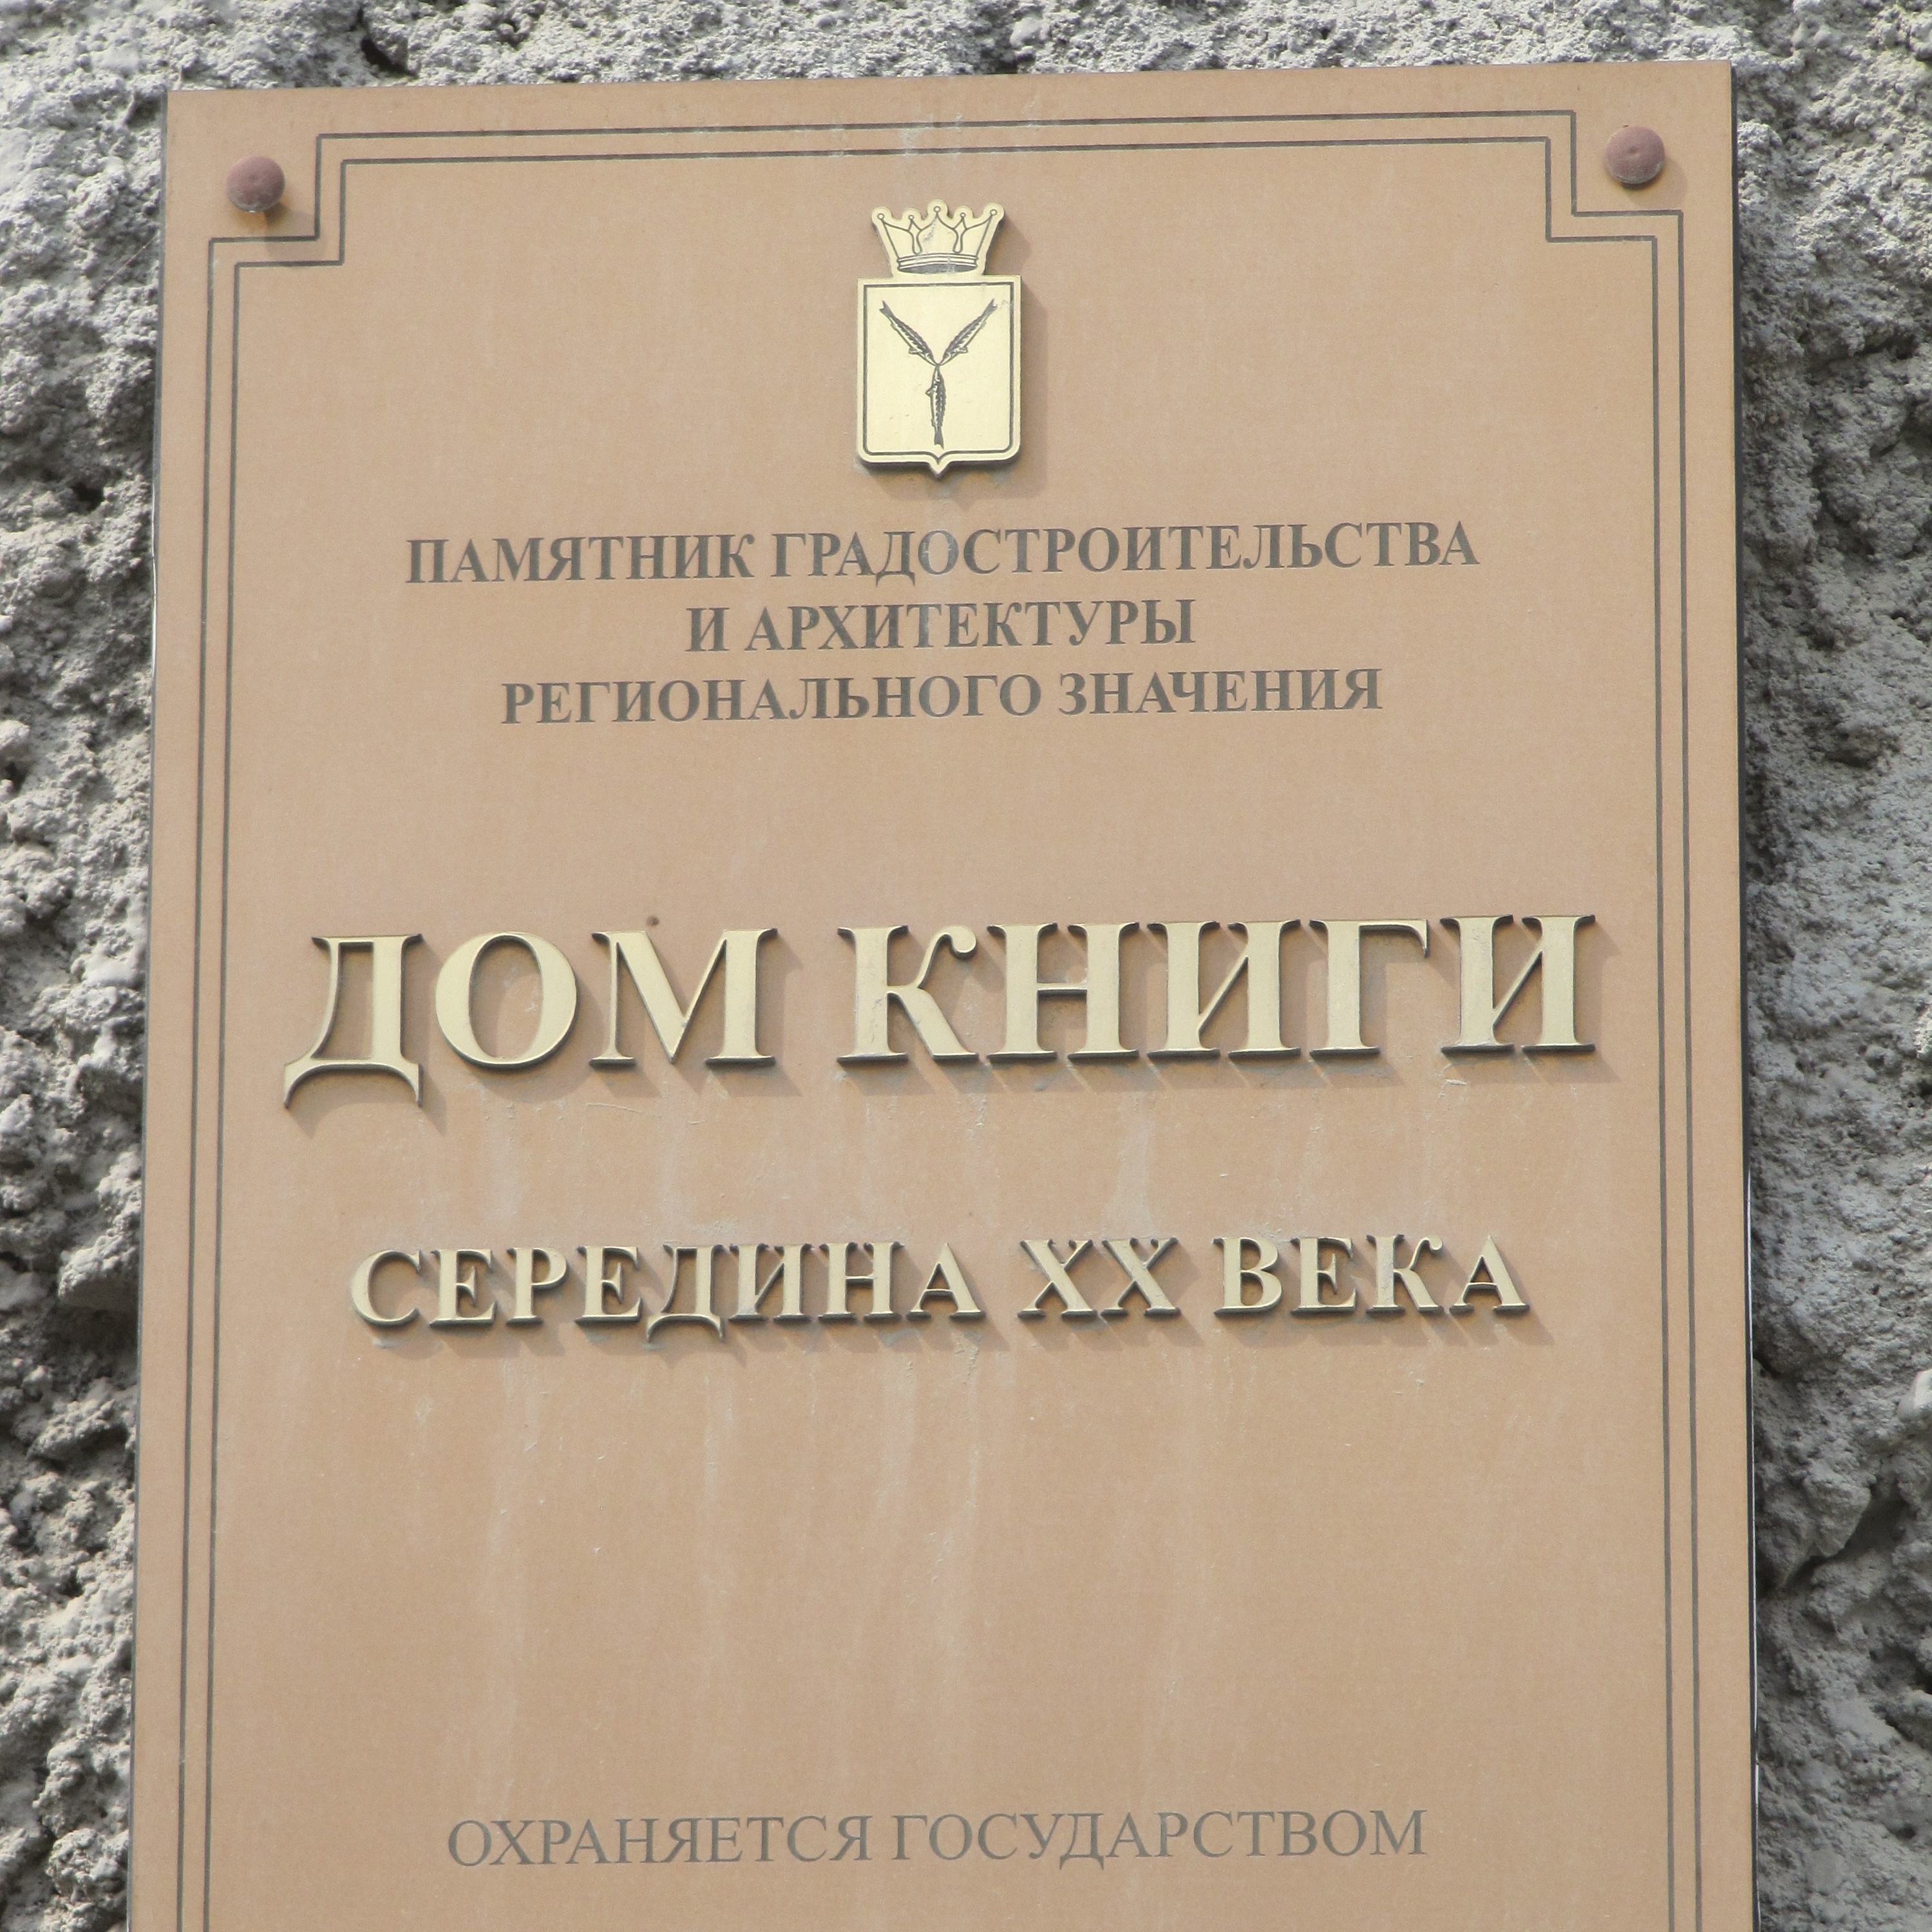 ПАМЯТНИК ГРАДОСТРОИТЕЛЬСТВА
И АРХИТЕКТУРЫ
РЕГИОНАЛЬНОГО ЗНАЧЕНИЯ
ДОМ КНИГИ
СЕРЕДИНА XX ВЕКА
ОХРАНЯЕТСЯ ГОСУДАРСТВОМ